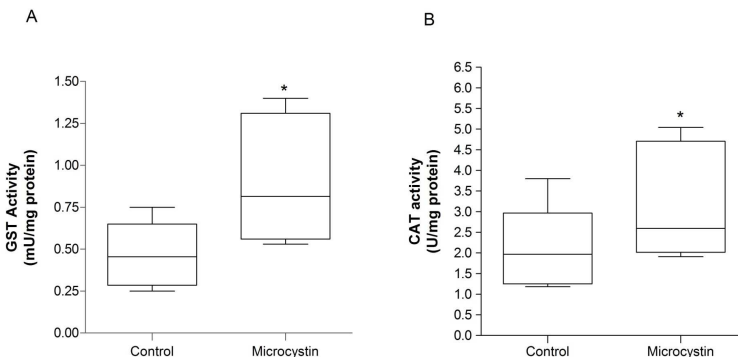 A
GST Activity
(mU/mg protein)
1.50
1.25
1.00
0.75
0.50
0.25
0.00
*
Control
Microcystin
B
CAT activity
(U/mg protein)
6.5
6.0
5.5
5.0
4.5
4.0
3.5
3.0
2.5
2.0
1.5
1.0
0.5
0.0
*
Control
Microcystin